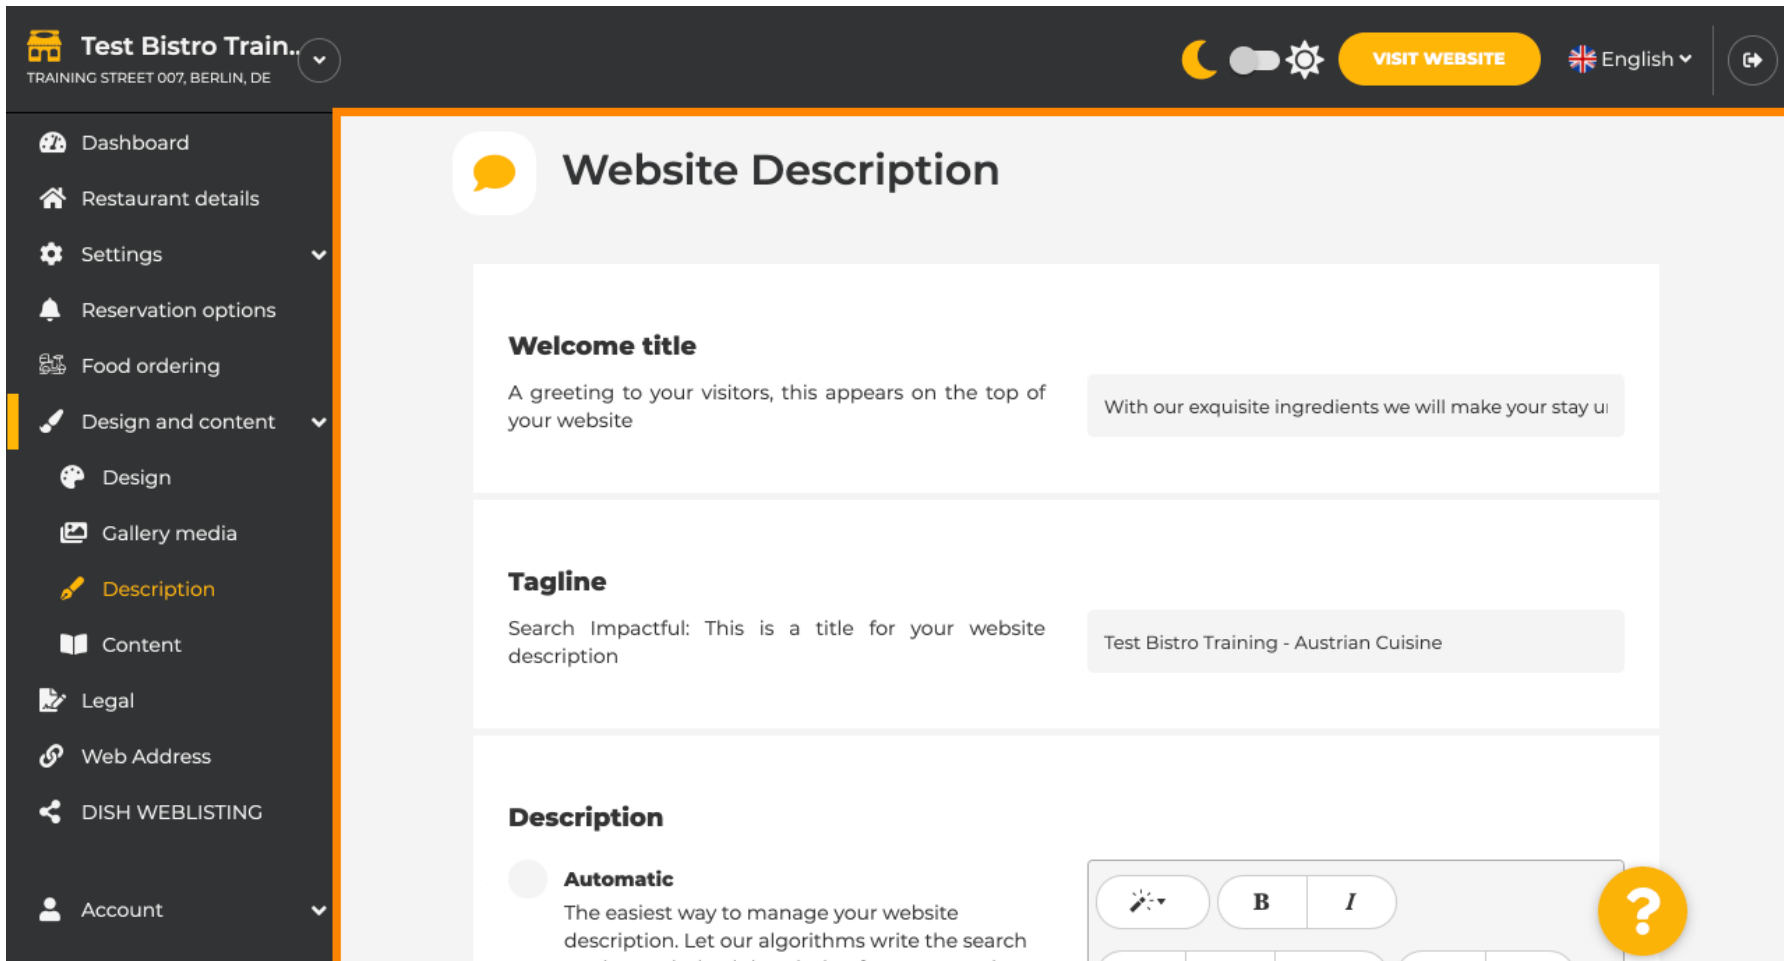 Test Bistro Train..
TRAINING STREET 007, BERLIN, DE
VISIT WEBSITE
English
Dashboard
Restaurant details
Settings
Reservation options
Food ordering
Design and content
Design
Gallery media
Description
Content
Legal
Web Address
DISH WEBLISTING
Account
Website Description
Welcome title
A greeting to your visitors, this appears on the top of
your website
With our exquisite ingredients we will make your stay
Tagline
Search Impactful: This is a title for your website
description
Test Bistro Training - Austrian Cuisine
Description
Automatic
The easiest way to manage your website
description. Let our algorithms write the search
B I
?